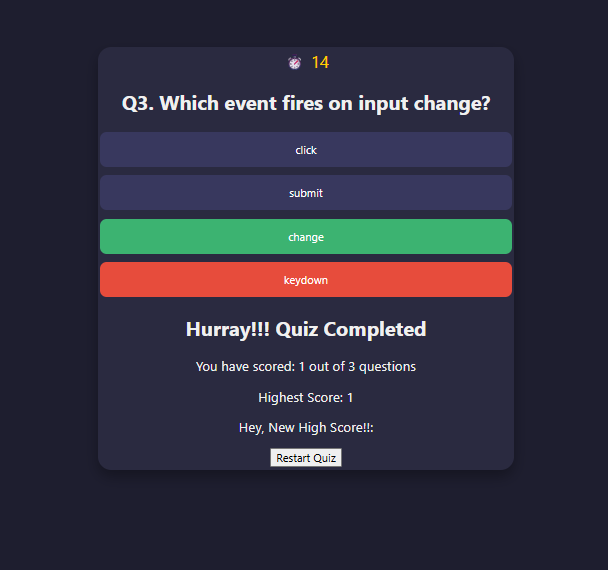 14
Q3. Which event fires on input change?
click
submit
change
keydown
Hurray!!! Quiz Completed
You have scored: 1 out of 3 questions
Highest Score: 1
Hey, New High Score!!:
Restart Quiz